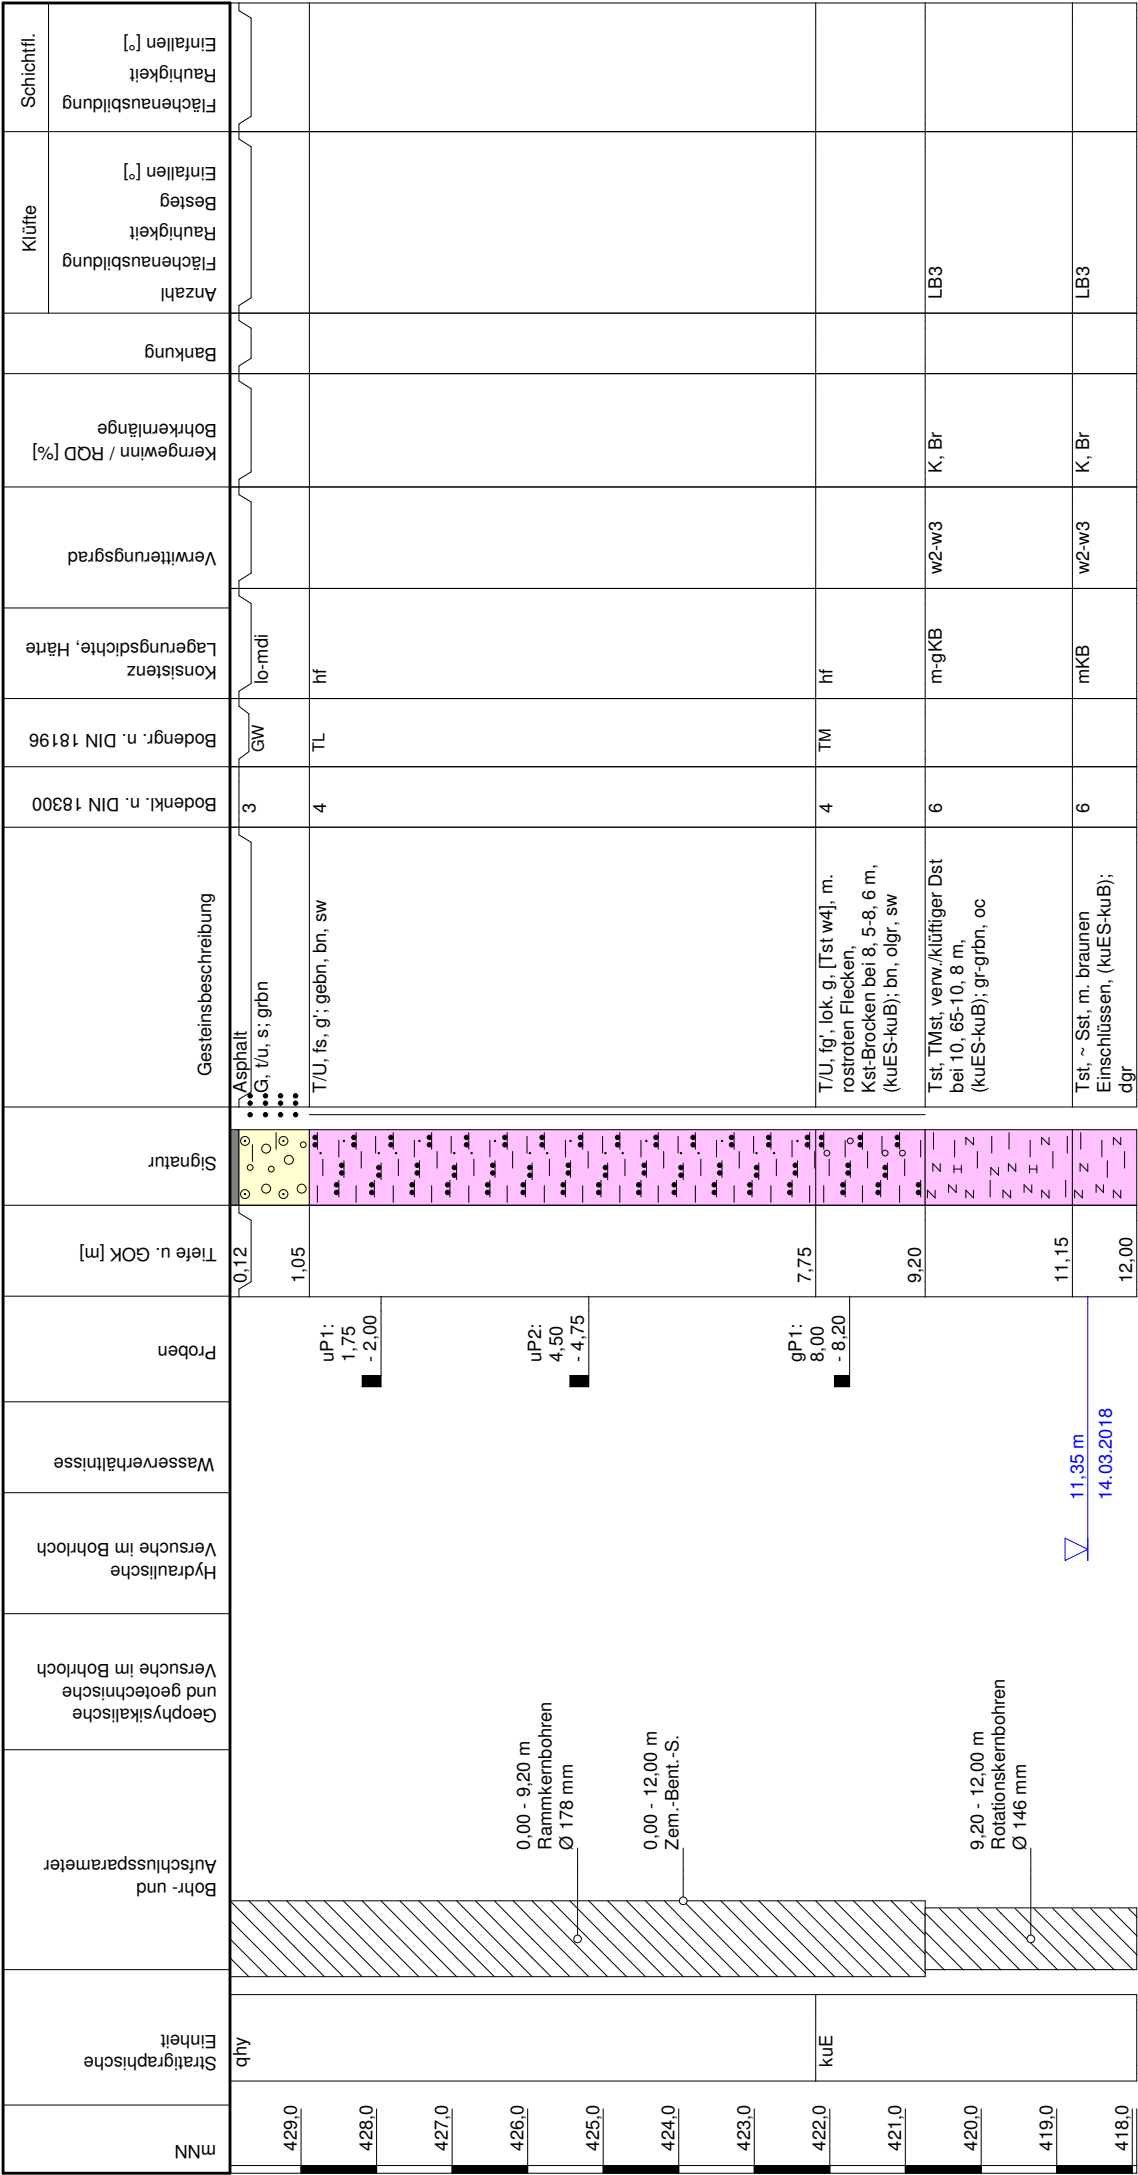 mNN
Stratigraphische
Einheit
Bohr- und
Aufschlussparameter
Geophysikalische
und geotechnische
Versuche im Bohrloch
Hydraulische
Versuche im Bohrloch
Wasserverhältnisse
Proben
Tiefe u. GOK [m]
Signatur
Gesteinsbeschreibung
Bodenkl. n. DIN 18300
Bodengr. n. DIN 18196
Konsistenz
Lagerungsdichte, Härte
Verwitterungsgrad
Kerngewinn / RQD [%]
Bohrkernlänge
Bankung
Klüfte
Anzahl
Flächenausbildung
Rauhigkeit
Besteg
Einfallen [°]
Schichtfl.
Flächenausbildung
Rauhigkeit
Einfallen [°]
429,0
428,0
427,0
426,0
425,0
424,0
423,0
422,0
421,0
420,0
419,0
418,0
qhy
kuE
0,00 - 9,20 m
Rammkernbohren
Ø 178 mm
0,00 - 12,00 m
Zem.-Bent.-S.
9,20 - 12,00 m
Rotationskernbohren
Ø 146 mm
11,35 m
14.03.2018
uP1:
1,75
- 2,00
uP2:
4,50
- 4,75
gP1:
8,00
- 8,20
0,12
Asphalt
1,05
G, t/u, s; grbn
3
GW
lo-mdi
7,75
T/U, fs, g'; gebn, bn, sw
4
TL
hf
9,20
T/U, fg', lok. g, [Tst w4], m.
rostroten Flecken,
Kst-Brocken bei 8, 5-8, 6 m,
(kuES-kuB); bn, olgr, sw
4
TM
hf
11,15
Tst, TMst, verw./klüftiger Dst
bei 10, 65-10, 8 m,
(kuES-kuB); gr-grbn, oc
6
m-gKB
w2-w3
K, Br
LB3
12,00
Tst, ~ Sst, m. braunen
Einschlüssen, (kuES-kuB);
dgr
6
mKB
w2-w3
K, Br
LB3